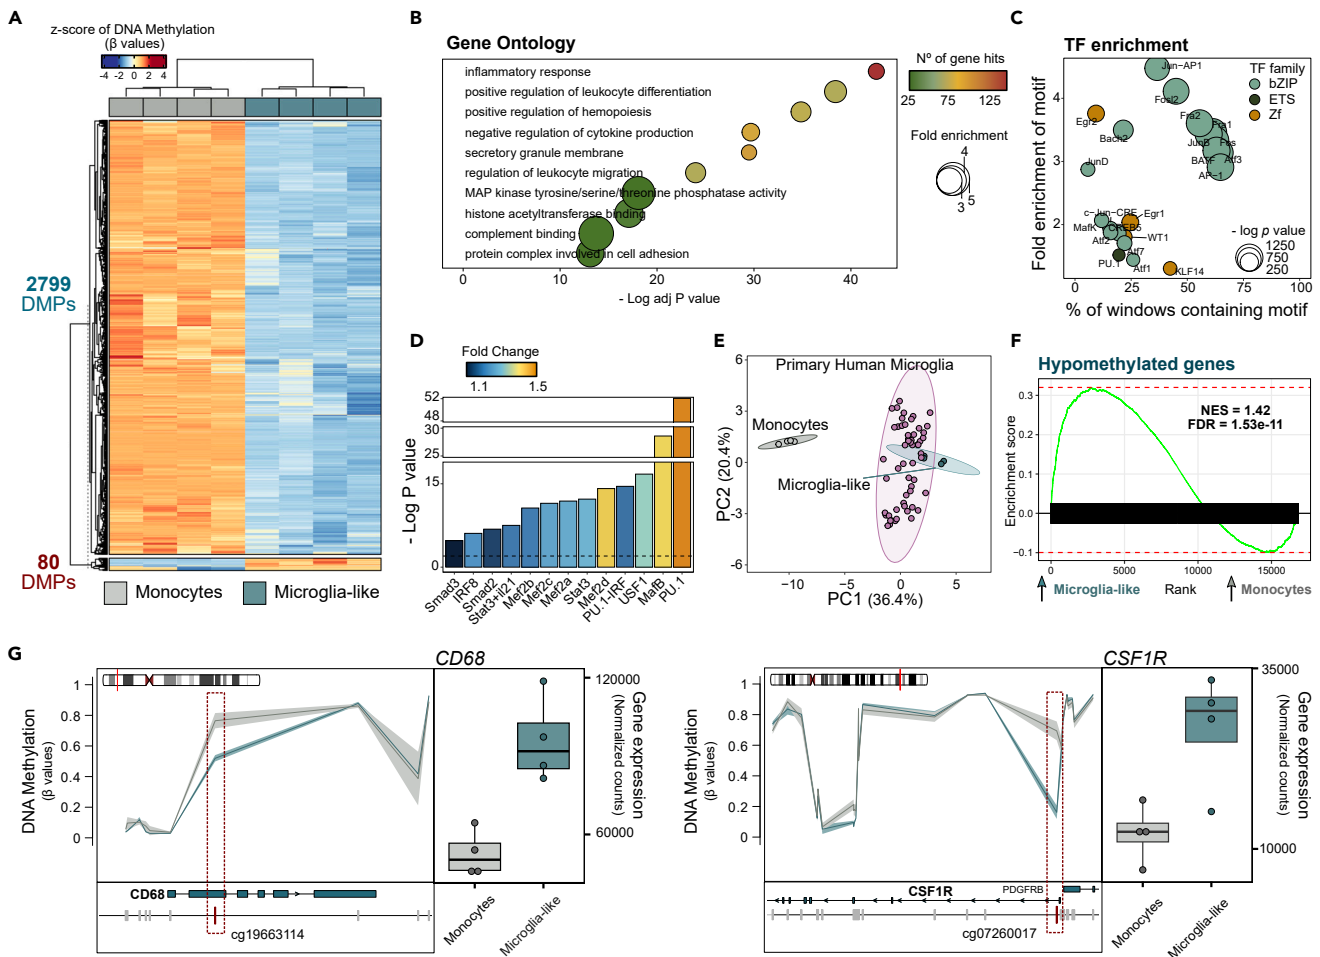 A
z-score of DNA Methylation
(β values)
-4 -2 0 2 4
2799
DMPs
80
DMPs
Monocytes
Microglia-like
B
Gene Ontology
inflammatory response
positive regulation of leukocyte differentiation
positive regulation of hemopoiesis
negative regulation of cytokine production
secretory granule membrane
regulation of leukocyte migration
MAP kinase tyrosine/serine/threonine phosphatase activity
histone acetyltransferase binding
complement binding
protein complex involved in cell adhesion
0 10 20 30 40
- Log adj P value
Nº of gene hits
25 75 125
Fold enrichment
4
5
3
C
TF enrichment
Fold enrichment of motif
4
3
2
TF family
bZIP
ETS
Zf
Jun-AP1
Fosl2
Egr2
Bach2
Fra2
Fra1
JunB
Fos
BATF
Atf3
AP-1
JunD
c-Jun-CRE
Egr1
MafK
CREB5
Atf2
WT1
Atf7
PU.1
Atf1
KLF14
- log p value
1250
750
250
0 25 50 75 100
% of windows containing motif
D
Fold Change
1.1 1.5
- Log P value
52
48
30
25
15
0
Smad3
IRF8
Smad2
Stat3+il21
Mef2b
Mef2c
Mef2a
Stat3
Mef2d
PU.1-IRF
USF1
MafB
PU.1
E
Primary Human Microglia
Monocytes
Microglia-like
PC2 (20.4%)
6
3
0
-3
-6
-10 -5 0 5
PC1 (36.4%)
F
Hypomethylated genes
NES = 1.42
FDR = 1.53e-11
Enrichment score
0.3
0.2
0.1
0.0
-0.1
0 5000 10000 15000
Microglia-like
Rank
Monocytes
G
CD68
DNA Methylation
(β values)
1
0.8
0.6
0.4
0.2
0
120000
60000
Gene expression
(Normalized counts)
CD68
cg19663114
Monocytes
Microglia-like
CSF1R
DNA Methylation
(β values)
1
0.8
0.6
0.4
0.2
0
35000
10000
Gene expression
(Normalized counts)
CSF1R
PDGFRB
cg07260017
Monocytes
Microglia-like